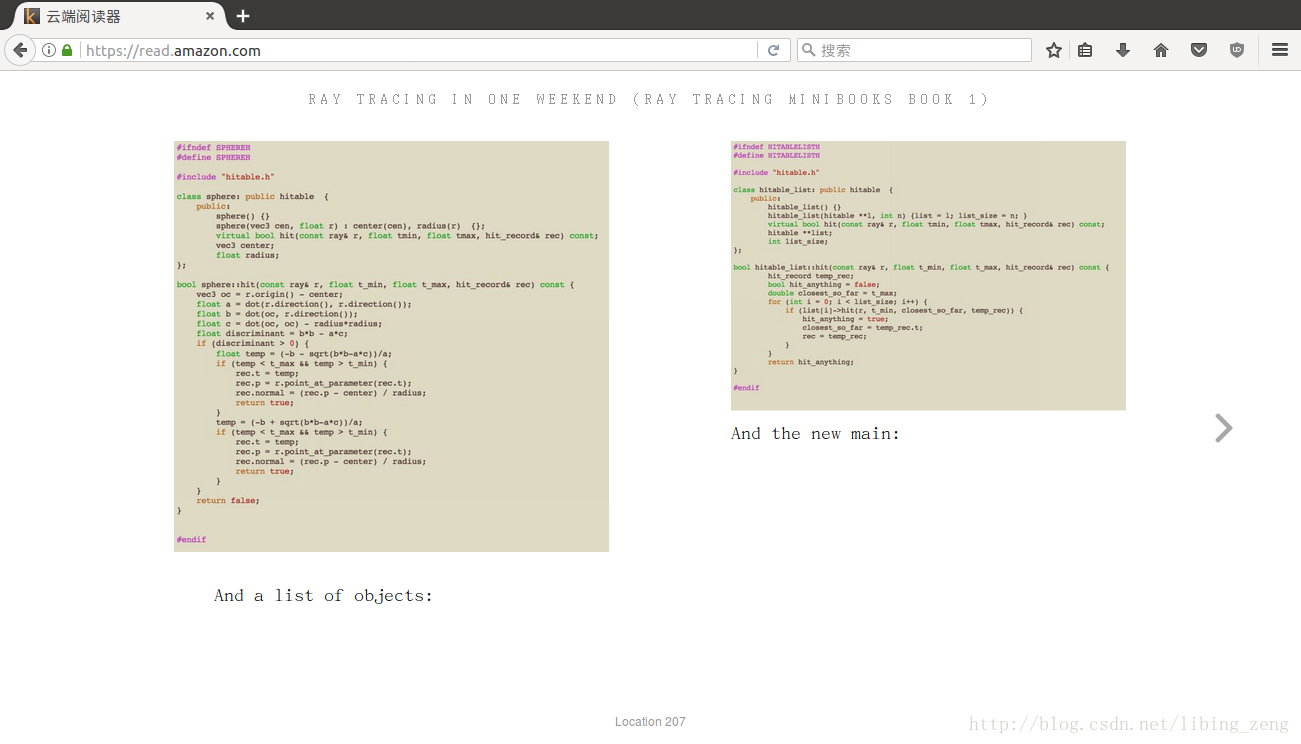 云端阅读器
https://read.amazon.com
搜索
RAY TRACING IN ONE WEEKEND (RAY TRACING MINIBOOKS BOOK 1)
#ifndef SPHEREH
#define SPHEREH
#include "hitable.h"
class sphere: public hitable {
public:
sphere() {}
sphere(vec3 cen, float r) : center(cen), radius(r) {};
virtual bool hit(const ray& r, float tmin, float tmax, hit_record& rec) const;
vec3 center;
float radius;
};
bool sphere::hit(const ray& r, float t_min, float t_max, hit_record& rec) const {
vec3 oc = r.origin() - center;
float a = dot(r.direction(), r.direction());
float b = dot(oc, r.direction());
float c = dot(oc, oc) - radius*radius;
float discriminant = b*b - a*c;
if (discriminant > 0) {
float temp = (-b - sqrt(b*b-a*c))/a;
if (temp < t_max && temp > t_min) {
rec.t = temp;
rec.p = r.point_at_parameter(rec.t);
rec.normal = (rec.p - center) / radius;
return true;
}
temp = (-b + sqrt(b*b-a*c))/a;
if (temp < t_max && temp > t_min) {
rec.t = temp;
rec.p = r.point_at_parameter(rec.t);
rec.normal = (rec.p - center) / radius;
return true;
}
}
return false;
}
#endif
And a list of objects:
#ifndef HITABLELISTH
#define HITABLELISTH
#include "hitable.h"
class hitable_list: public hitable {
public:
hitable_list() {}
hitable_list(hitable **l, int n) {list = l; list_size = n; }
virtual bool hit(const ray& r, float tmin, float tmax, hit_record& rec) const;
hitable **list;
int list_size;
};
bool hitable_list::hit(const ray& r, float t_min, float t_max, hit_record& rec) const {
hit_record temp_rec;
bool hit_anything = false;
double closest_so_far = t_max;
for (int i = 0; i < list_size; i++) {
if (list[i]->hit(r, t_min, closest_so_far, temp_rec)) {
hit_anything = true;
closest_so_far = temp_rec.t;
rec = temp_rec;
}
}
return hit_anything;
}
#endif
And the new main:
Location 207
http://blog.csdn.net/libing_zeng